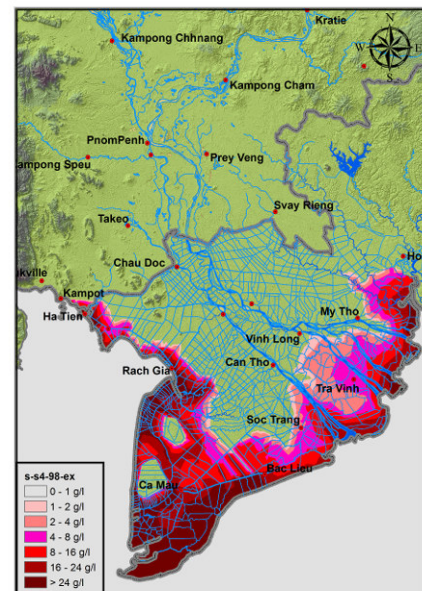 Kratie
N
W
E
S
Kampong Chhnang
Kampong Cham
PnomPenh
Prey Veng
ampong Speu
Svay Rieng
Takeo
Chau Doc
Ho
ukville
Kampot
Ha Tien
My Tho
Vinh Long
Can Tho
Rach Gia
Tra Vinh
Soc Trang
Bac Lieu
Ca Mau
s-s4-98-ex
0 - 1 g/l
1 - 2 g/l
2 - 4 g/l
4 - 8 g/l
8 - 16 g/l
16 - 24 g/l
> 24 g/l